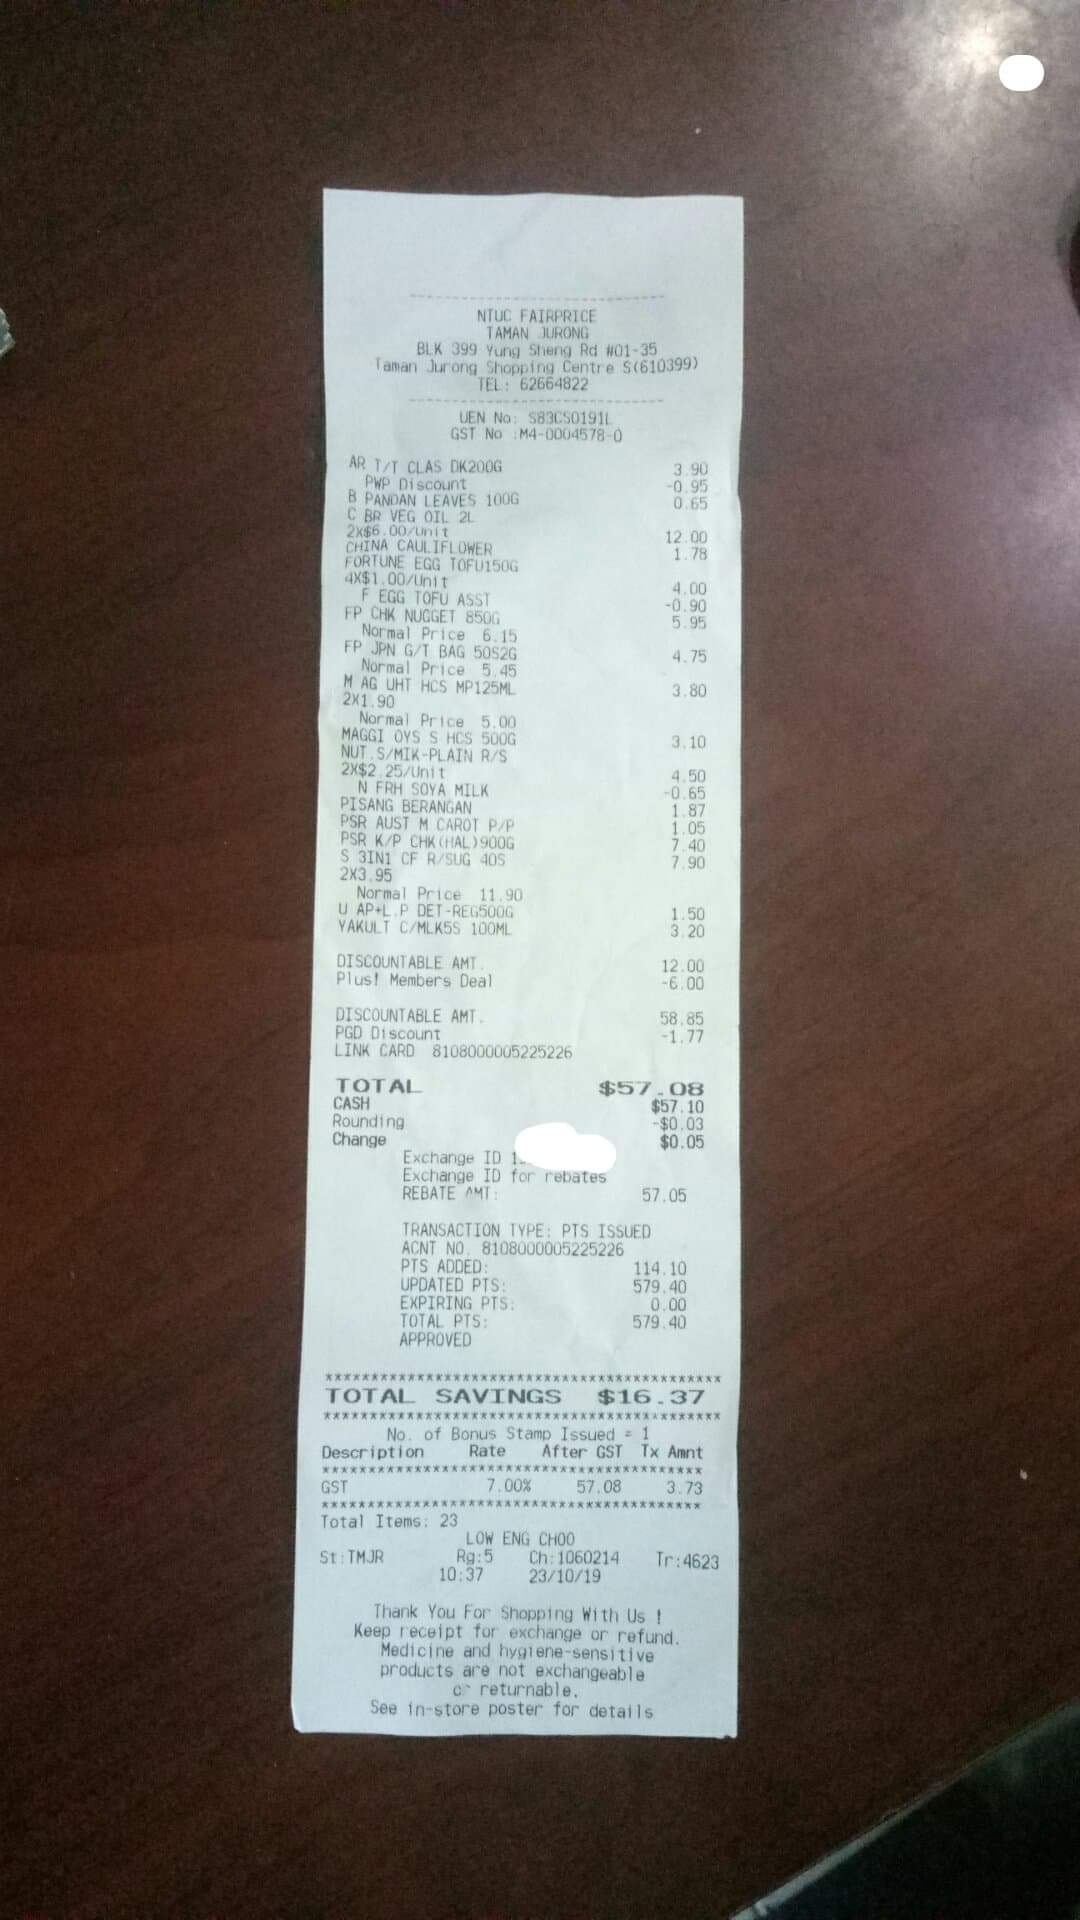 NTUC FAIRPRICE
TAMAN JURONG
BLK 399 Yung Sheng Rd #01-35
Taman Jurong Shopping Centre S(610399)
TEL: 62664822
UEN No: S83CS0191L
GST No :M4-0004578-0
AR T/T CLAS DK200G 3.90
PWP Discount -0.95
B PANDAN LEAVES 100G 0.65
C BR VEG OIL 2L
2X$6.00/Unit 12.00
CHINA CAULIFLOWER 1.78
FORTUNE EGG TOFU150G
4X$1.00/Unit 4.00
F EGG TOFU ASST -0.90
FP CHK NUGGET 850G 5.95
Normal Price 6.15
FP JPN G/T BAG 50S2G 4.75
Normal Price 5.45
M AG UHT HCS MP125ML 3.80
2X1.90
Normal Price 5.00
MAGGI OYS S HCS 500G 3.10
NUT.S/MIK-PLAIN R/S
2X$2.25/Unit 4.50
N FRH SOYA MILK -0.65
PISANG BERANGAN 1.87
PSR AUST M CAROT P/P 1.05
PSR K/P CHK(HAL)900G 7.40
S 3IN1 CF R/SUG 40S 7.90
2X3.95
Normal Price 11.90
U AP+L.P DET-REG500G 1.50
YAKULT C/MLK5S 100ML 3.20
DISCOUNTABLE AMT. 12.00
Plus! Members Deal -6.00
DISCOUNTABLE AMT. 58.85
PGD Discount -1.77
LINK CARD 8108000005225226
TOTAL $57.08
CASH $57.10
Rounding -$0.03
Change $0.05
Exchange ID
Exchange ID for rebates
REBATE AMT: 57.05
TRANSACTION TYPE: PTS ISSUED
ACNT NO. 8108000005225226
PTS ADDED: 114.10
UPDATED PTS: 579.40
EXPIRING PTS: 0.00
TOTAL PTS: 579.40
APPROVED
*******************************************
TOTAL SAVINGS $16.37
*******************************************
No. of Bonus Stamp Issued = 1
Description Rate After GST Tx Amnt
*****************************************
GST 7.00% 57.08 3.73
*****************************************
Total Items: 23
LOW ENG CHOO
St:TMJR Rg:5 Ch:1060214 Tr:4623
10:37 23/10/19
Thank You For Shopping With Us !
Keep receipt for exchange or refund.
Medicine and hygiene-sensitive
products are not exchangeable
or returnable.
See in-store poster for details